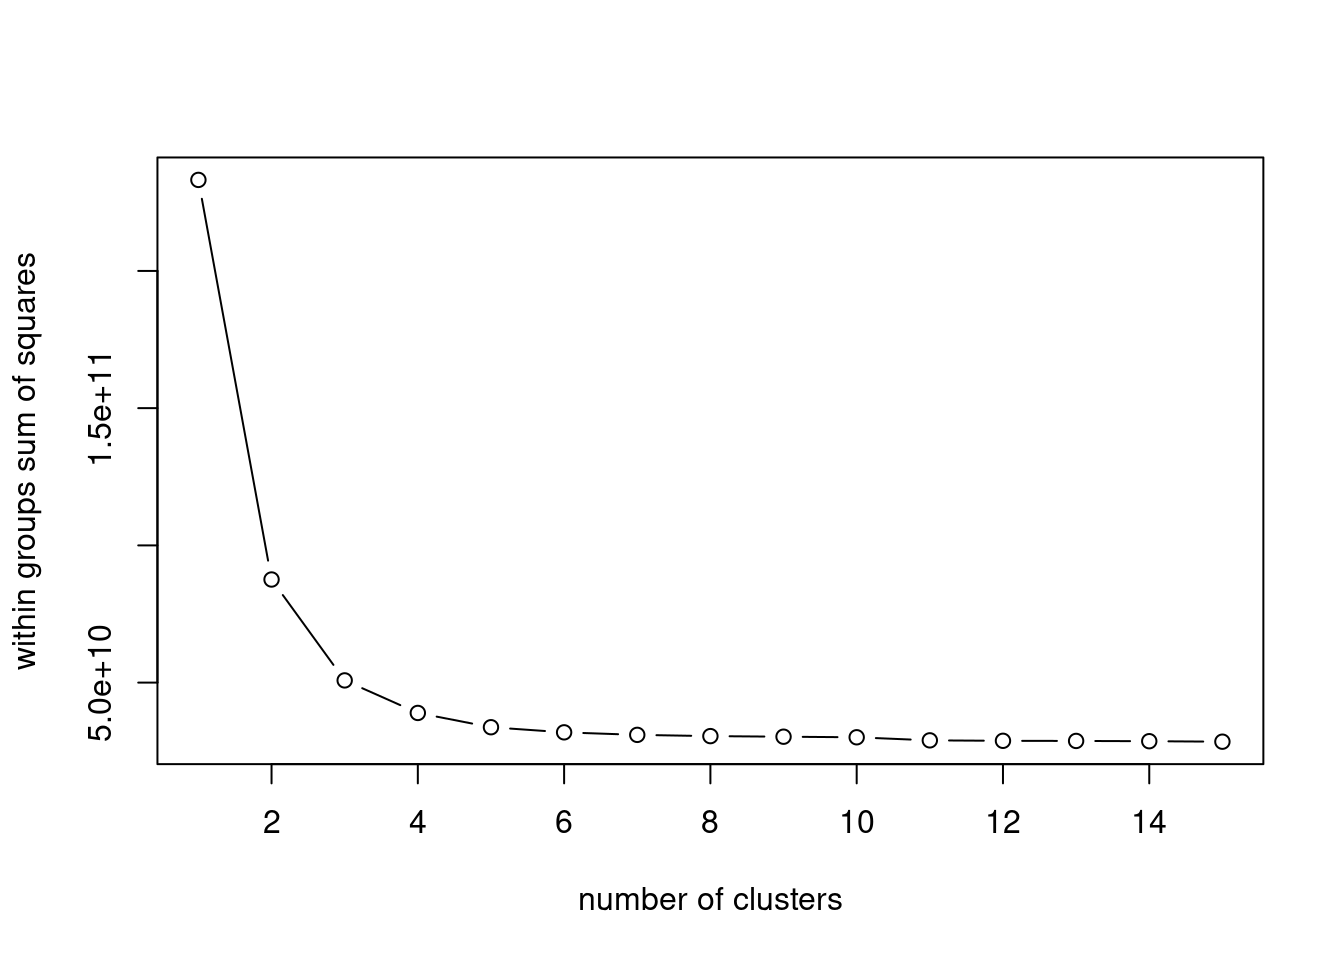 within groups sum of squares
1.5e+11
5.0e+10
2 4 6 8 10 12 14
number of clusters